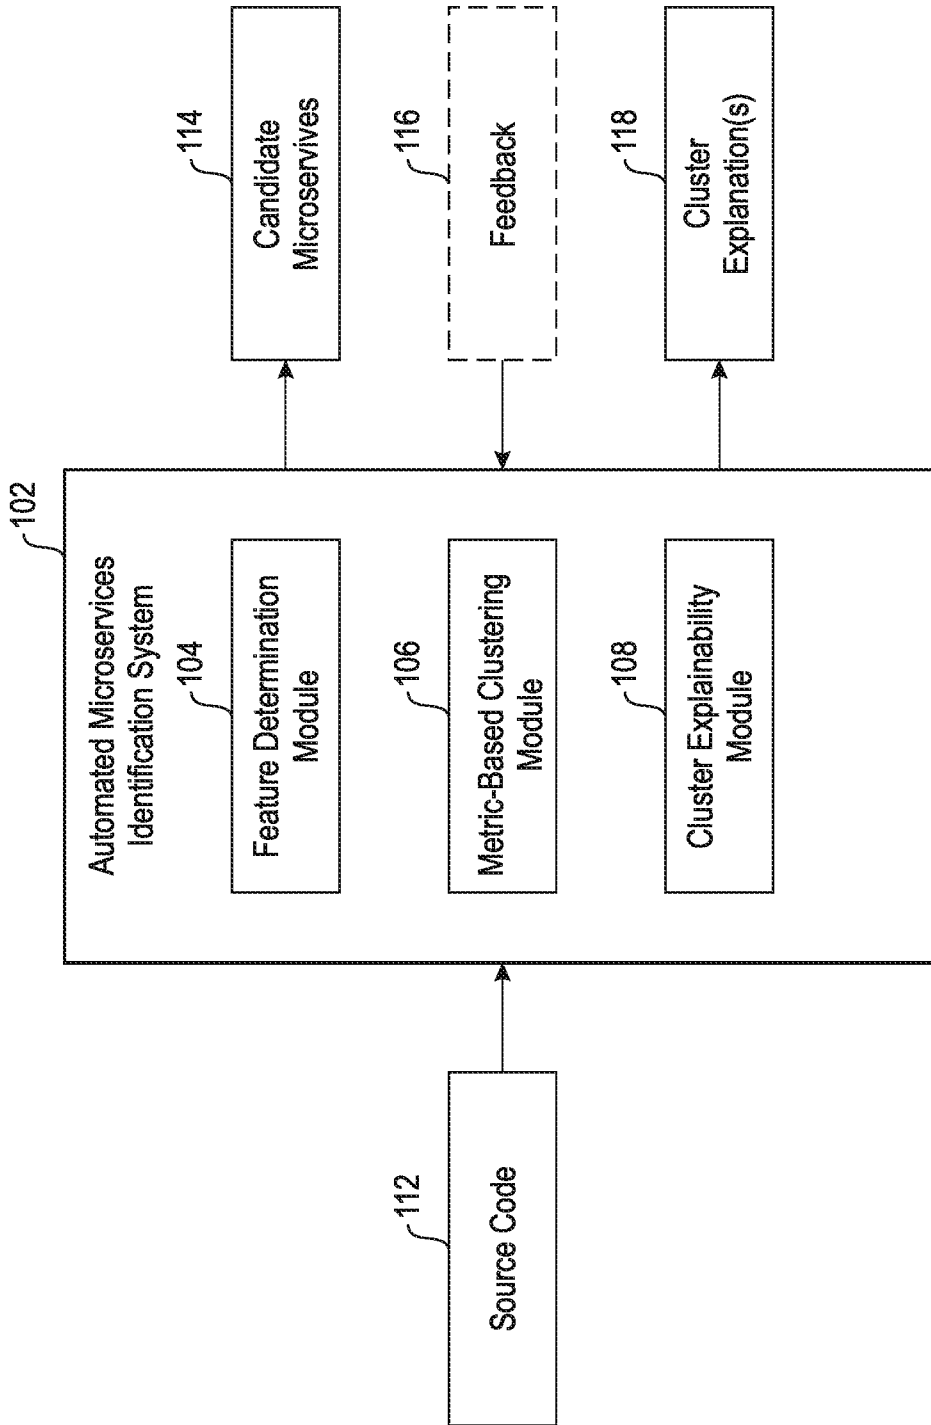 112
Source Code
102
Automated Microservices
Identification System
104
Feature Determination
Module
106
Metric-Based Clustering
Module
108
Cluster Explainability
Module
114
Candidate
Microservives
116
Feedback
118
Cluster
Explanation(s)